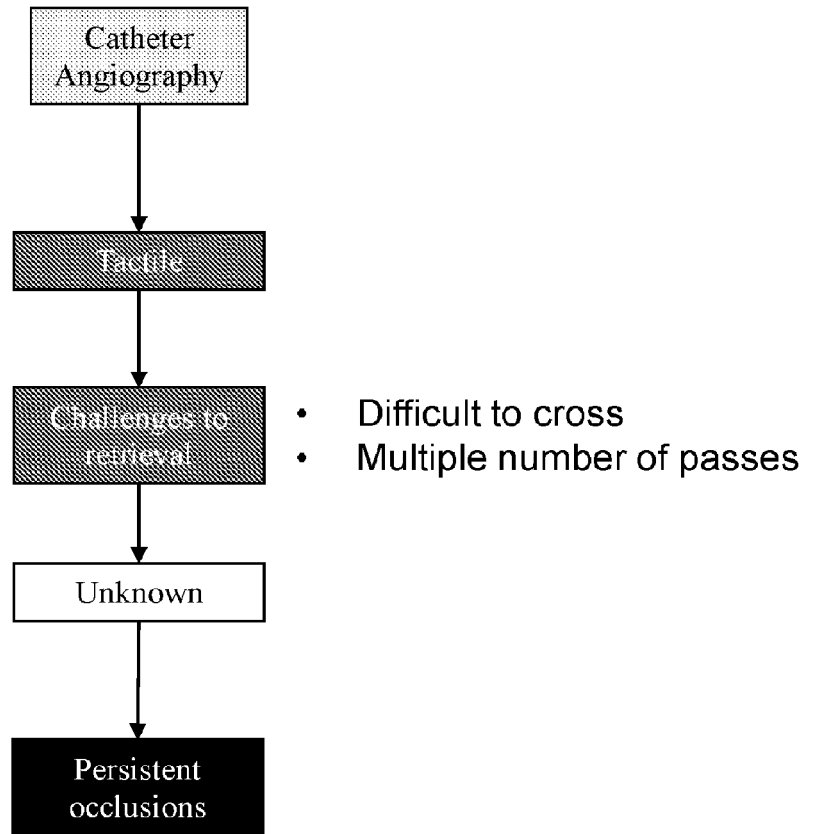 Catheter
Angiography
Tactile
Challenges to
retrieval
• Difficult to cross
• Multiple number of passes
Unknown
Persistent
occlusions